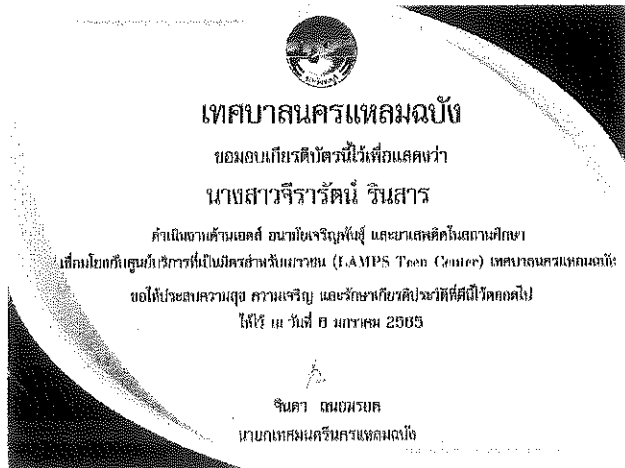 เทศบาลนครแหลมฉบัง
ขอมอบเกียรติบัตรนี้ไว้เพื่อแสดงว่า
นางสาวจีรารัตน์ รินสาร
ดำเนินงานด้านเอดส์ อนามัยเจริญพันธุ์ และยาเสพติดในสถานศึกษา
เชื่อมโยงกับศูนย์บริการที่เป็นมิตรสำหรับเยาวชน (LAMPS Teen Center) เทศบาลนครแหลมฉบัง
ขอให้ประสบความสุข ความเจริญ และรักษาเกียรติประวัติที่ดีนี้ไว้ตลอดไป
ให้ไว้ ณ วันที่ 6 มกราคม 2565
จินดา ถนอมรอด
นายกเทศมนตรีนครแหลมฉบัง